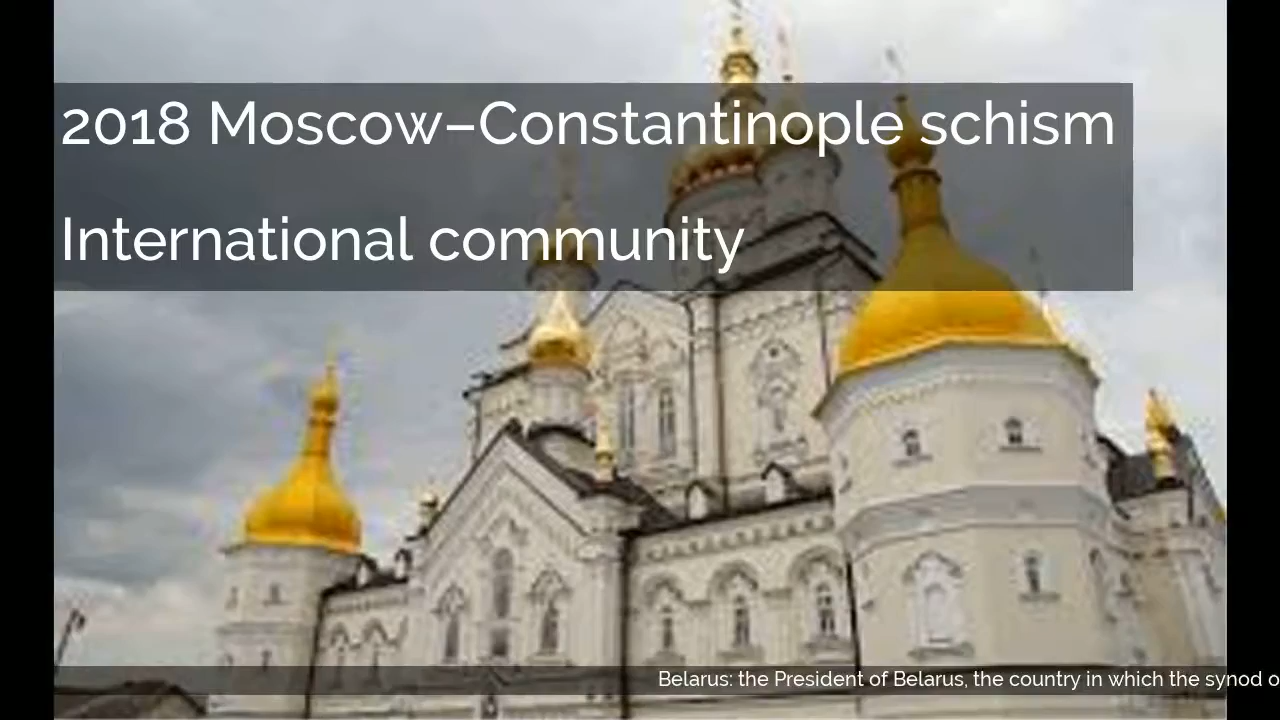 2018 Moscow–Constantinople schism
International community
Belarus: the President of Belarus, the country in which the synod o